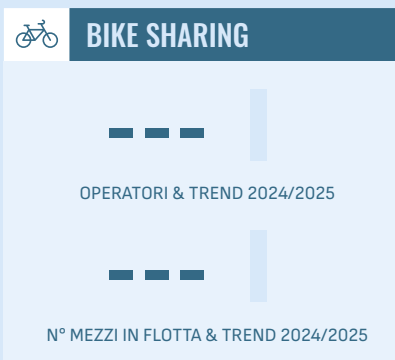 BIKE SHARING
---
OPERATORI & TREND 2024/2025
---
N° MEZZI IN FLOTTA & TREND 2024/2025